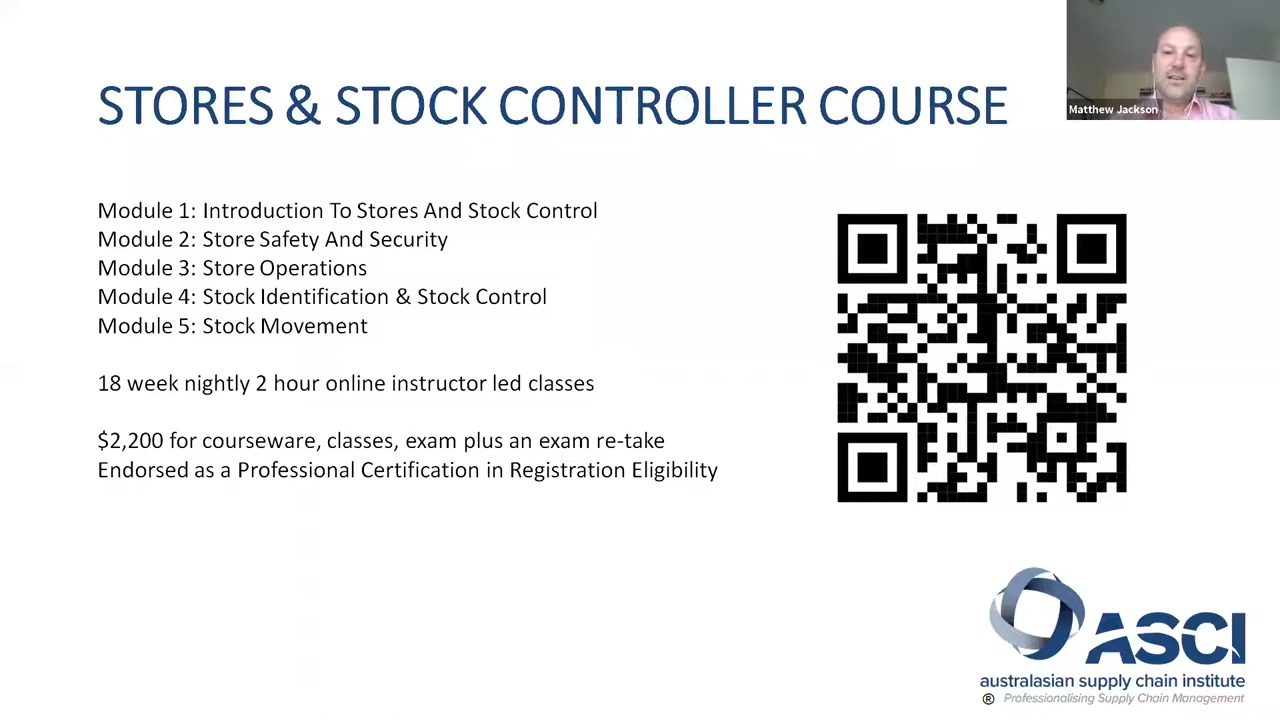 STORES & STOCK CONTROLLER COURSE
Matthew Jackson
Module 1: Introduction To Stores And Stock Control
Module 2: Store Safety And Security
Module 3: Store Operations
Module 4: Stock Identification & Stock Control
Module 5: Stock Movement
18 week nightly 2 hour online instructor led classes
$2,200 for courseware, classes, exam plus an exam re-take
Endorsed as a Professional Certification in Registration Eligibility
ASCI
australasian supply chain institute
® Professionalising Supply Chain Management